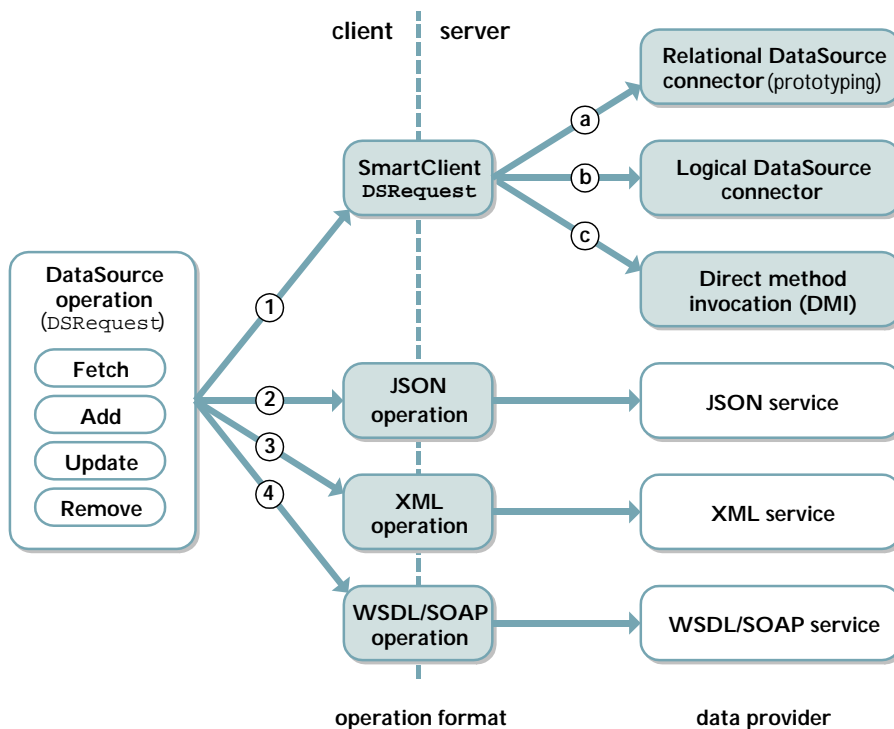 client
server
Relational DataSource
connector (prototyping)
a
SmartClient
DSRequest
b
Logical DataSource
connector
c
DataSource
operation
(DSRequest)
1
Direct method
invocation (DMI)
Fetch
Add
Update
Remove
2
JSON
operation
JSON service
3
4
XML
operation
XML service
WSDL/SOAP
operation
WSDL/SOAP service
operation format
data provider